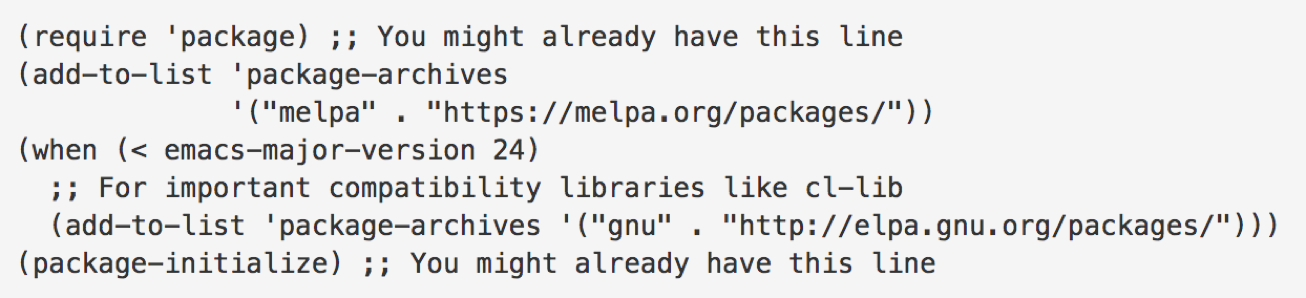 (require 'package) ;; You might already have this line
(add-to-list 'package-archives
             '("melpa" . "https://melpa.org/packages/"))
(when (< emacs-major-version 24)
  ;; For important compatibility libraries like cl-lib
  (add-to-list 'package-archives '("gnu" . "http://elpa.gnu.org/packages/")))
(package-initialize) ;; You might already have this line